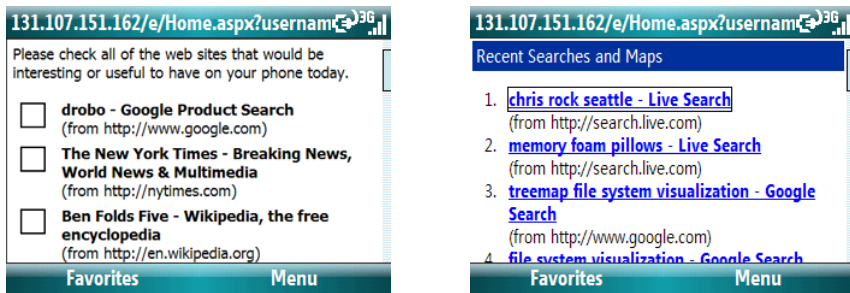 131.107.151.162/e/Home.aspx?usernam
3G
Please check all of the web sites that would be
interesting or useful to have on your phone today.
drobo - Google Product Search
(from http://www.google.com)
The New York Times - Breaking News,
World News & Multimedia
(from http://nytimes.com)
Ben Folds Five - Wikipedia, the free
encyclopedia
(from http://en.wikipedia.org)
Favorites Menu
131.107.151.162/e/Home.aspx?usernam
3G
Recent Searches and Maps
1. chris rock seattle - Live Search
(from http://search.live.com)
2. memory foam pillows - Live Search
(from http://search.live.com)
3. treemap file system visualization - Google
Search
(from http://www.google.com)
4. file system visualization - Google Search
Favorites Menu